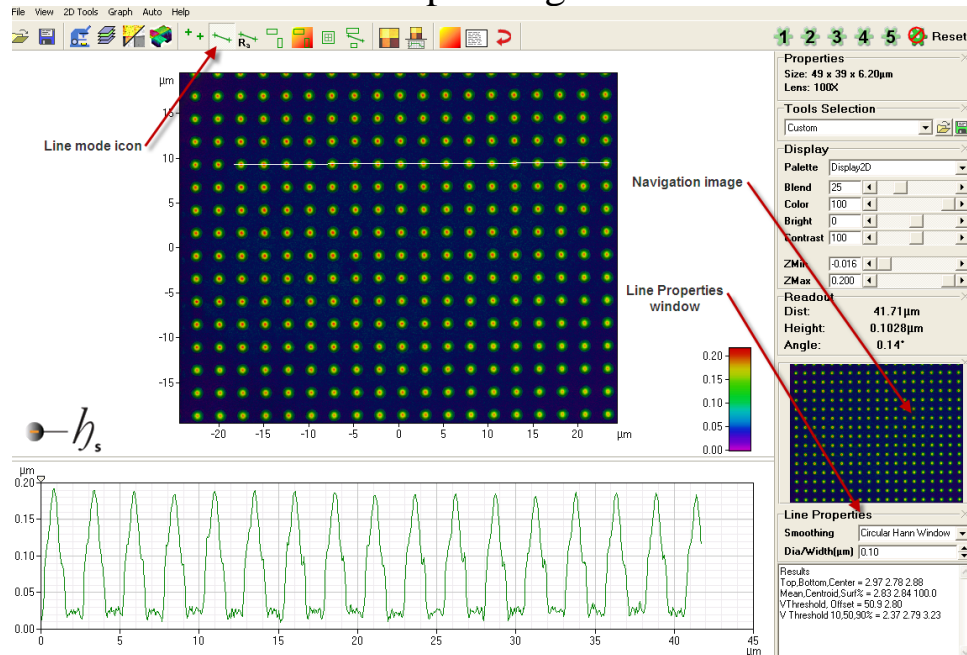 File View 2D Tools Graph Auto Help
Ra
1 2 3 4 5 Reset
Properties
Size: 49 x 39 x 6.20µm
Lens: 100X
Tools Selection
Custom
Display
Palette Display2D
Blend 25
Color 100
Bright 0
Contrast 100
ZMin -0.016
ZMax 0.200
Readout
Dist: 41.71µm
Height: 0.1028µm
Angle: 0.14°
Line mode icon
Navigation image
Line Properties
window
µm
15
10
5
0
-5
-10
-15
-20 -15 -10 -5 0 5 10 15 20 µm
0.20
0.15
0.10
0.05
0.00
hs
µm
0.20
0.15
0.10
0.05
0.00
0 5 10 15 20 25 30 35 40 45
µm
Line Properties
Smoothing Circular Hann Window
Dia/Width(µm) 0.10
Results
Top,Bottom,Center = 2.97 2.78 2.88
Mean,Centroid,Surf% = 2.83 2.84 100.0
VThreshold, Offset = 50.9 2.80
V Threshold 10,50,90% = 2.37 2.79 3.23